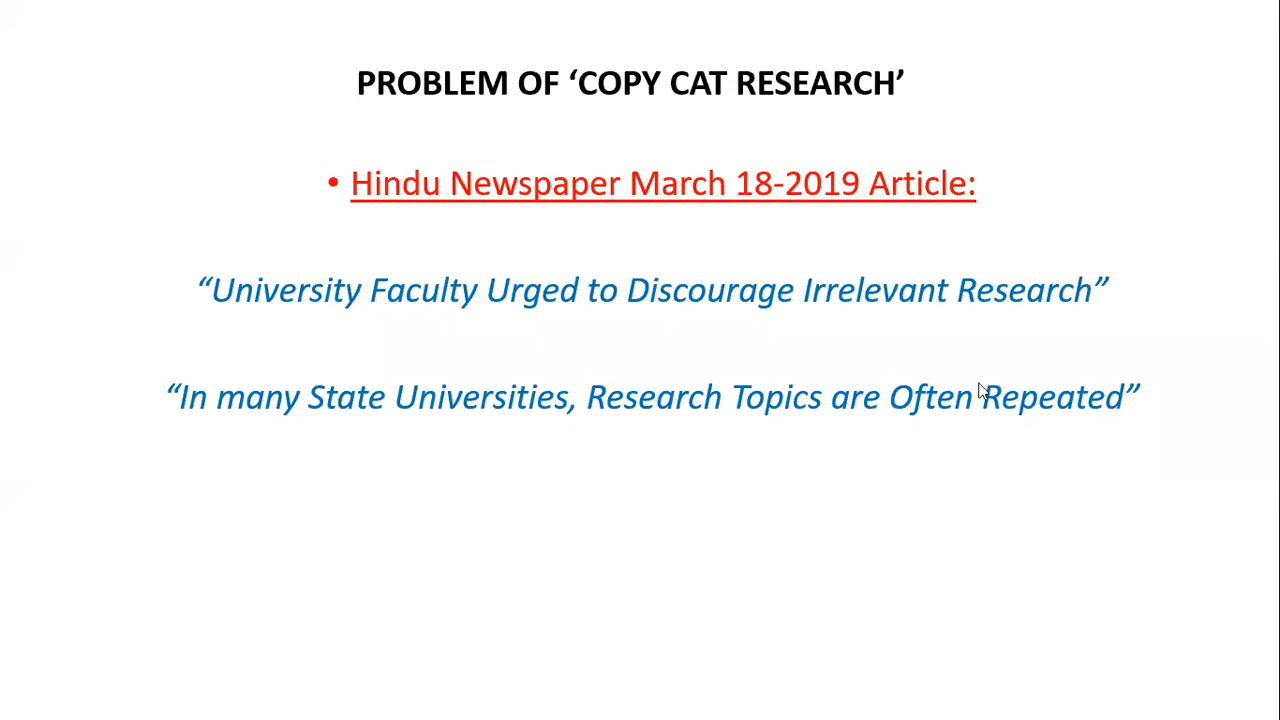 PROBLEM OF ‘COPY CAT RESEARCH’
• Hindu Newspaper March 18-2019 Article:
“University Faculty Urged to Discourage Irrelevant Research”
“In many State Universities, Research Topics are Often Repeated”